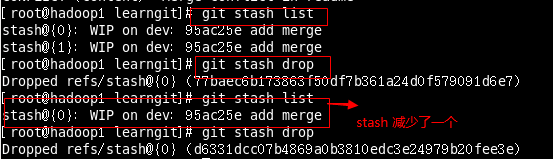 [root@hadoop1 learngit]# git stash list
stash@{0}: WIP on dev: 95ac25e add merge
stash@{1}: WIP on dev: 95ac25e add merge
[root@hadoop1 learngit]# git stash drop
Dropped refs/stash@{0} (77baec6b173863f50df7b361a24d0f579091d6e7)
[root@hadoop1 learngit]# git stash list
stash@{0}: WIP on dev: 95ac25e add merge
stash 减少了一个
[root@hadoop1 learngit]# git stash drop
Dropped refs/stash@{0} (d6331dcc07b4869a0b3810edc3e24979b20fee3e)